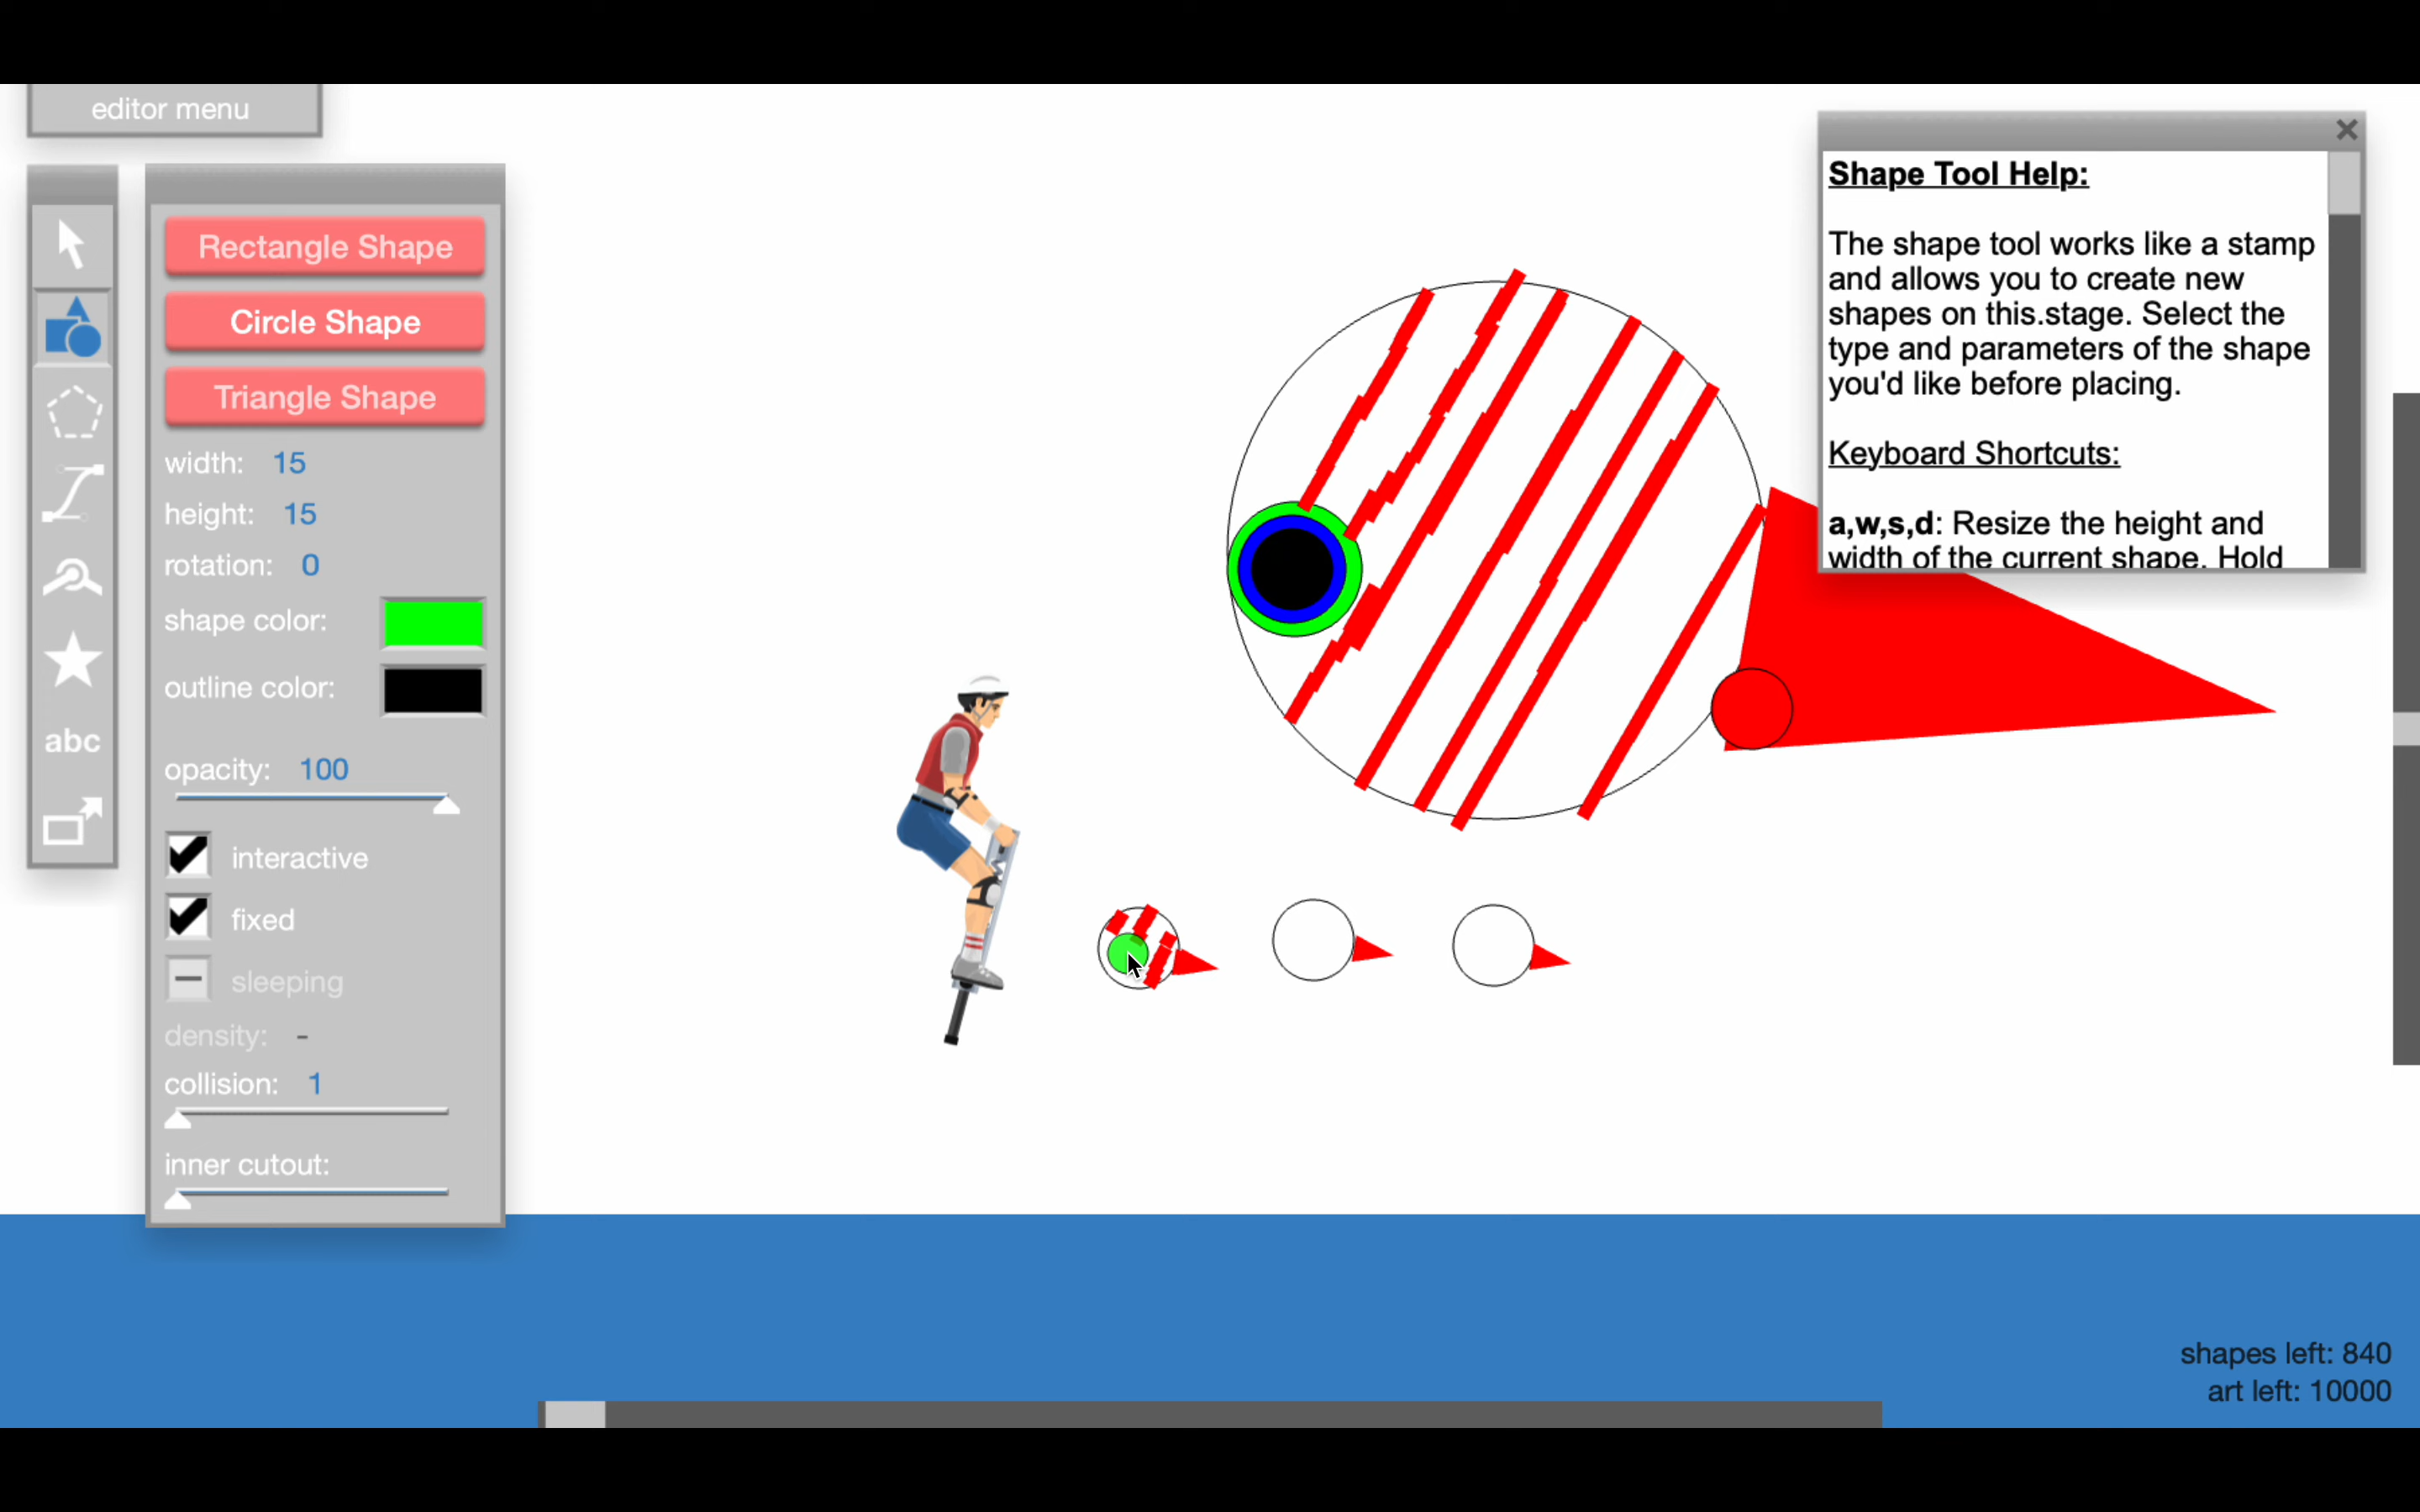 editor menu
Rectangle Shape
Circle Shape
Triangle Shape
width: 15
height: 15
rotation: 0
shape color:
outline color:
opacity: 100
interactive
fixed
sleeping
density: -
collision: 1
inner cutout:
abc
Shape Tool Help:
The shape tool works like a stamp
and allows you to create new
shapes on this.stage. Select the
type and parameters of the shape
you'd like before placing.
Keyboard Shortcuts:
a,w,s,d: Resize the height and
width of the current shape. Hold
shapes left: 840
art left: 10000